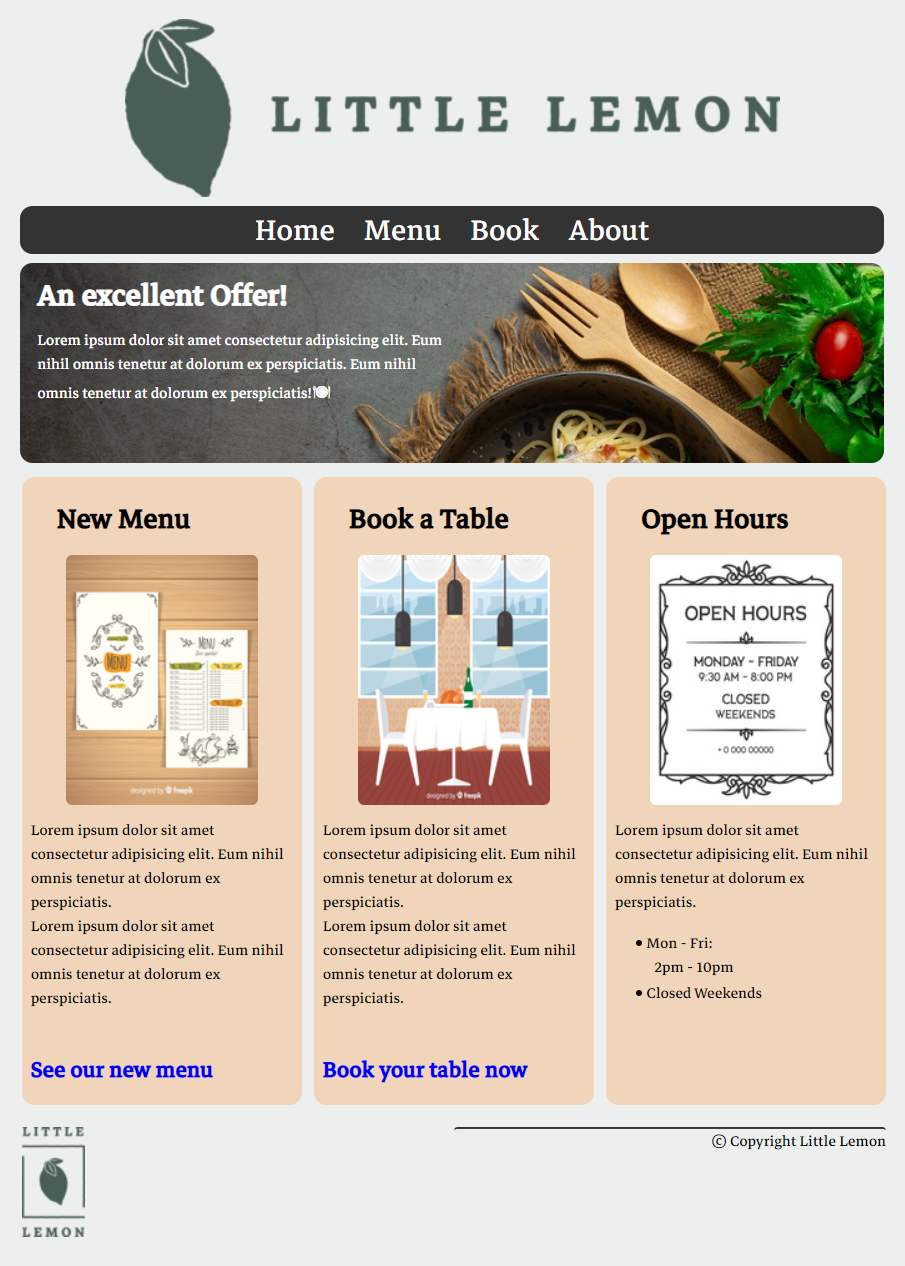 LITTLE LEMON
Home Menu Book About
An excellent Offer!
Lorem ipsum dolor sit amet consectetur adipisicing elit. Eum
nihil omnis tenetur at dolorum ex perspiciatis. Eum nihil
omnis tenetur at dolorum ex perspiciatis!🍽
New Menu
MENU
MENU
designed by freepik
Lorem ipsum dolor sit amet
consectetur adipisicing elit. Eum nihil
omnis tenetur at dolorum ex
perspiciatis.
Lorem ipsum dolor sit amet
consectetur adipisicing elit. Eum nihil
omnis tenetur at dolorum ex
perspiciatis.
See our new menu
Book a Table
designed by freepik
Lorem ipsum dolor sit amet
consectetur adipisicing elit. Eum nihil
omnis tenetur at dolorum ex
perspiciatis.
Lorem ipsum dolor sit amet
consectetur adipisicing elit. Eum nihil
omnis tenetur at dolorum ex
perspiciatis.
Book your table now
Open Hours
OPEN HOURS
MONDAY - FRIDAY
9:30 AM - 8:00 PM
CLOSED
WEEKENDS
• 0 000 00000
Lorem ipsum dolor sit amet
consectetur adipisicing elit. Eum nihil
omnis tenetur at dolorum ex
perspiciatis.
• Mon - Fri:
2pm - 10pm
• Closed Weekends
LITTLE
LEMON
© Copyright Little Lemon